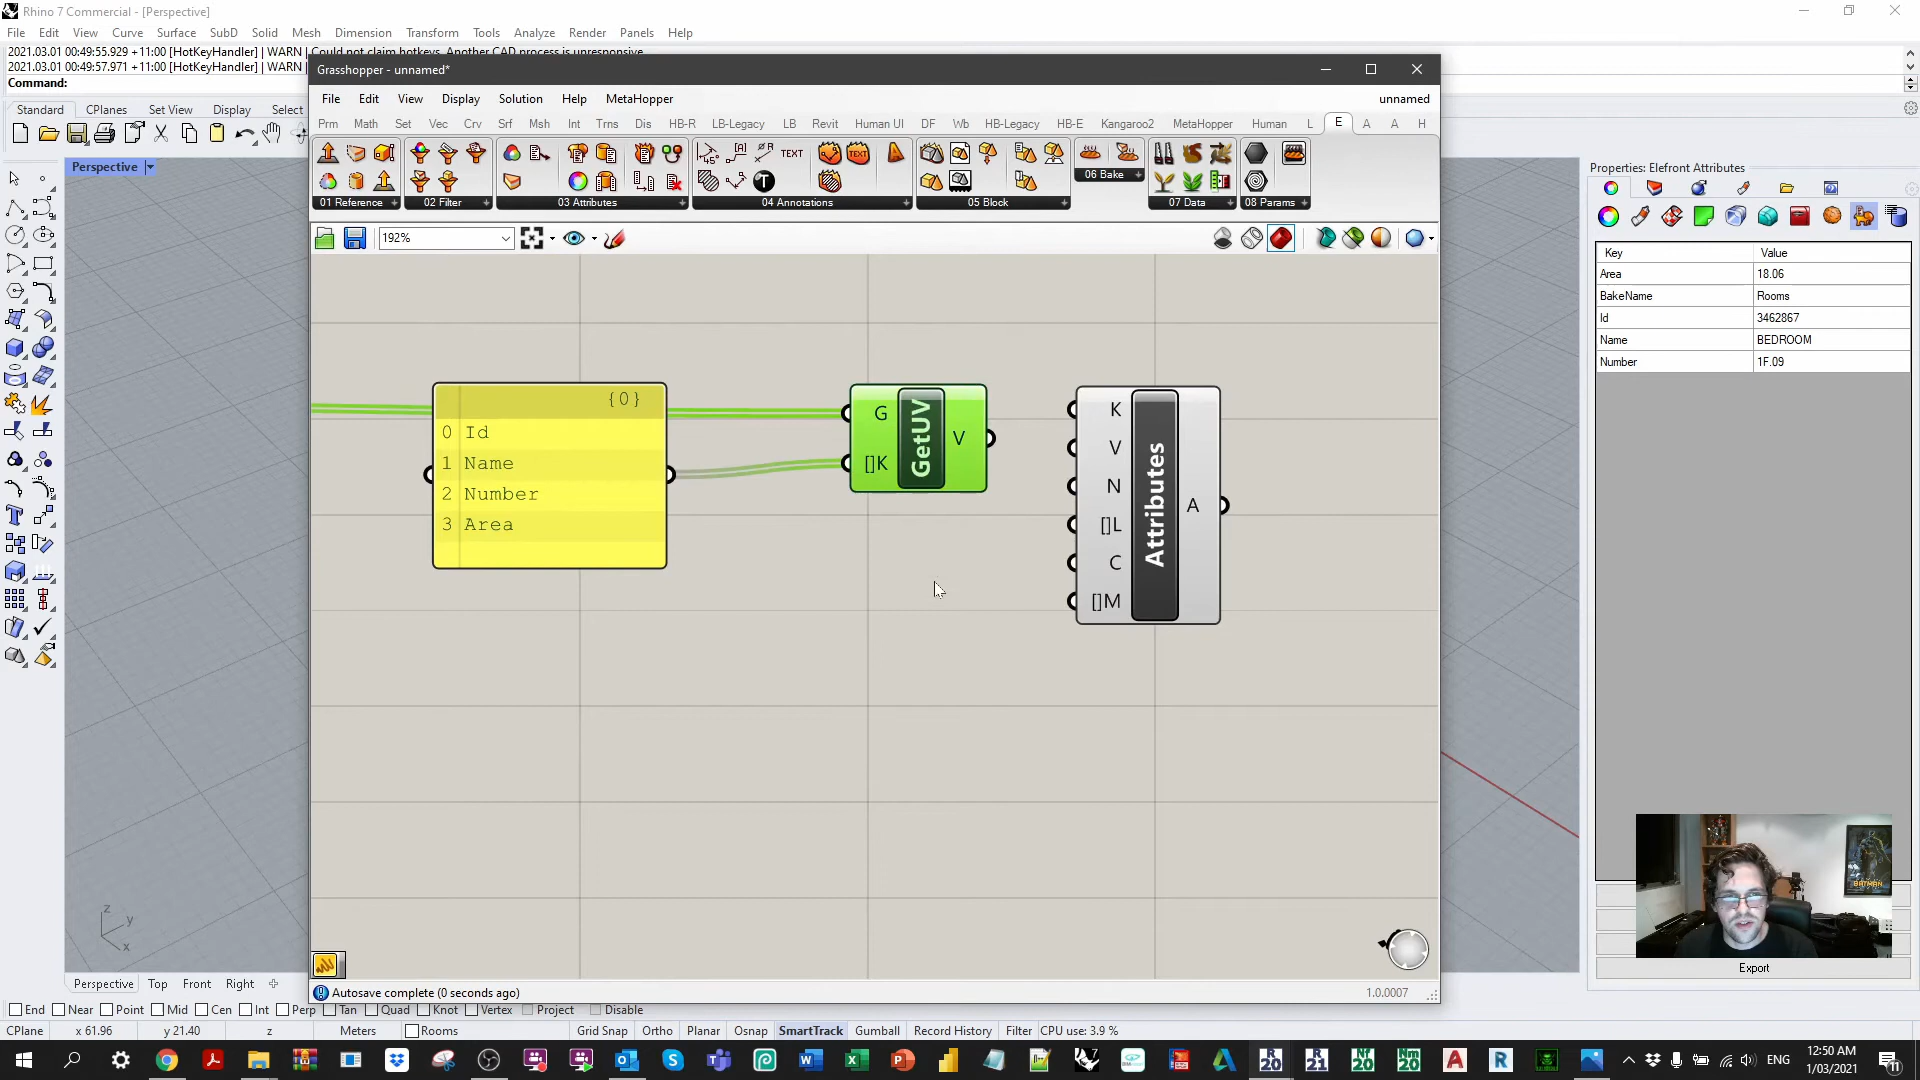 Rhino 7 Commercial - [Perspective]
File Edit View Curve Surface SubD Solid Mesh Dimension Transform Tools Analyze Render Panels Help
2021.03.01 00:49:55.929 +11:00 [HotKeyHandler] | WARN | Could not claim hotkeys. Another CAD process is unresponsive
2021.03.01 00:49:57.971 +11:00 [HotKeyHandler] | WARN |
Command:
Standard CPlanes Set View Display Select
Perspective
Grasshopper - unnamed*
File Edit View Display Solution Help MetaHopper unnamed
Prm Math Set Vec Crv Srf Msh Int Trns Dis HB-R LB-Legacy LB Revit Human UI DF Wb HB-Legacy HB-E Kangaroo2 MetaHopper Human L E A A H
TEXT
TEXT
06 Bake
01 Reference 02 Filter 03 Attributes 04 Annotations 05 Block 07 Data 08 Params
192%
{0}
0 Id
1 Name
2 Number
3 Area
G
[]K
GetUV
V
K
V
N
[]L
C
[]M
Attributes
A
Autosave complete (0 seconds ago)
1.0.0007
Properties: Elefront Attributes
Key Value
Area 18.06
BakeName Rooms
Id 3462867
Name BEDROOM
Number 1F.09
BATMAN
Export
z
y
x
Perspective Top Front Right
End Near Point Mid Cen Int Perp Tan Quad Knot Vertex Project Disable
CPlane x 61.96 y 21.40 z Meters Rooms Grid Snap Ortho Planar Osnap SmartTrack Gumball Record History Filter CPU use: 3.9 %
ENG
12:50 AM
1/03/2021